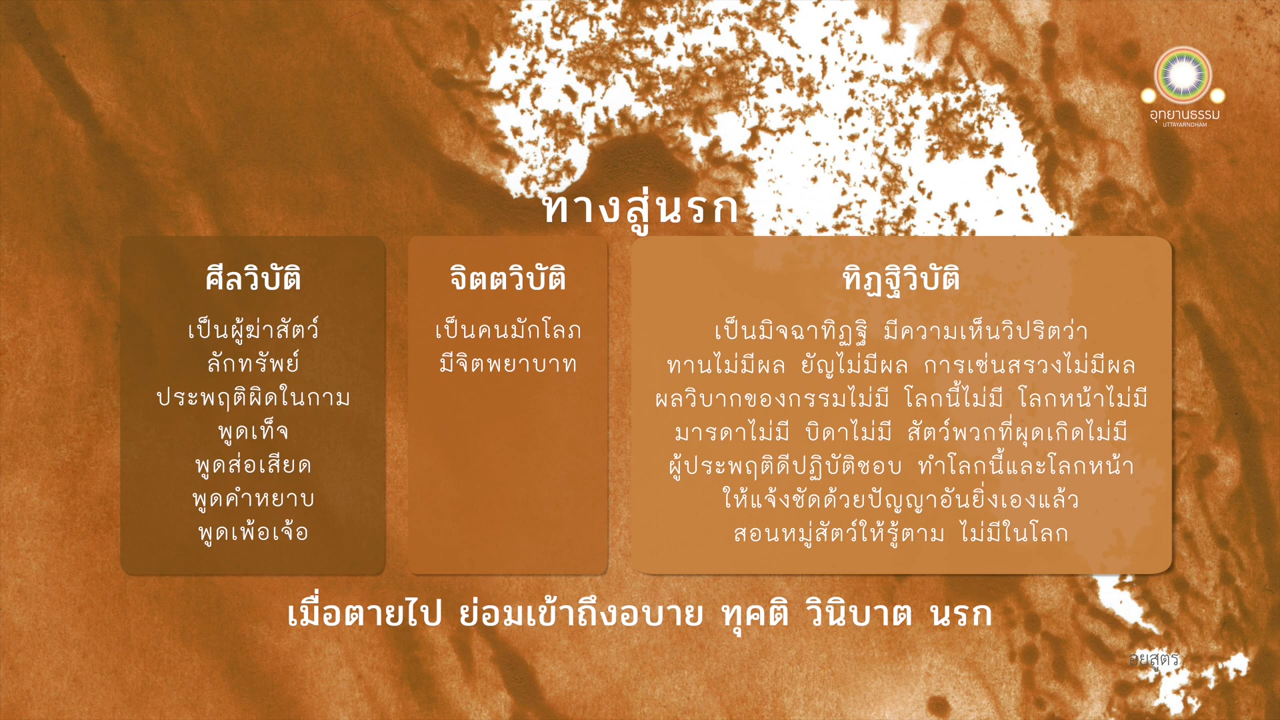 อุทยานธรรม
UTTAYARNDHAM
ทางสู่นรก
ศีลวิบัติ
เป็นผู้ฆ่าสัตว์
ลักทรัพย์
ประพฤติผิดในกาม
พูดเท็จ
พูดส่อเสียด
พูดคำหยาบ
พูดเพ้อเจ้อ
จิตตวิบัติ
เป็นคนมักโลภ
มีจิตพยาบาท
ทิฏฐิวิบัติ
เป็นมิจฉาทิฏฐิ มีความเห็นวิปริตว่า
ทานไม่มีผล ยัญไม่มีผล การเซ่นสรวงไม่มีผล
ผลวิบากของกรรมไม่มี โลกนี้ไม่มี โลกหน้าไม่มี
มารดาไม่มี บิดาไม่มี สัตว์พวกที่ผุดเกิดไม่มี
ผู้ประพฤติดีปฏิบัติชอบ ทำโลกนี้และโลกหน้า
ให้แจ้งชัดด้วยปัญญาอันยิ่งเองแล้ว
สอนหมู่สัตว์ให้รู้ตาม ไม่มีในโลก
เมื่อตายไป ย่อมเข้าถึงอบาย ทุคติ วินิบาต นรก